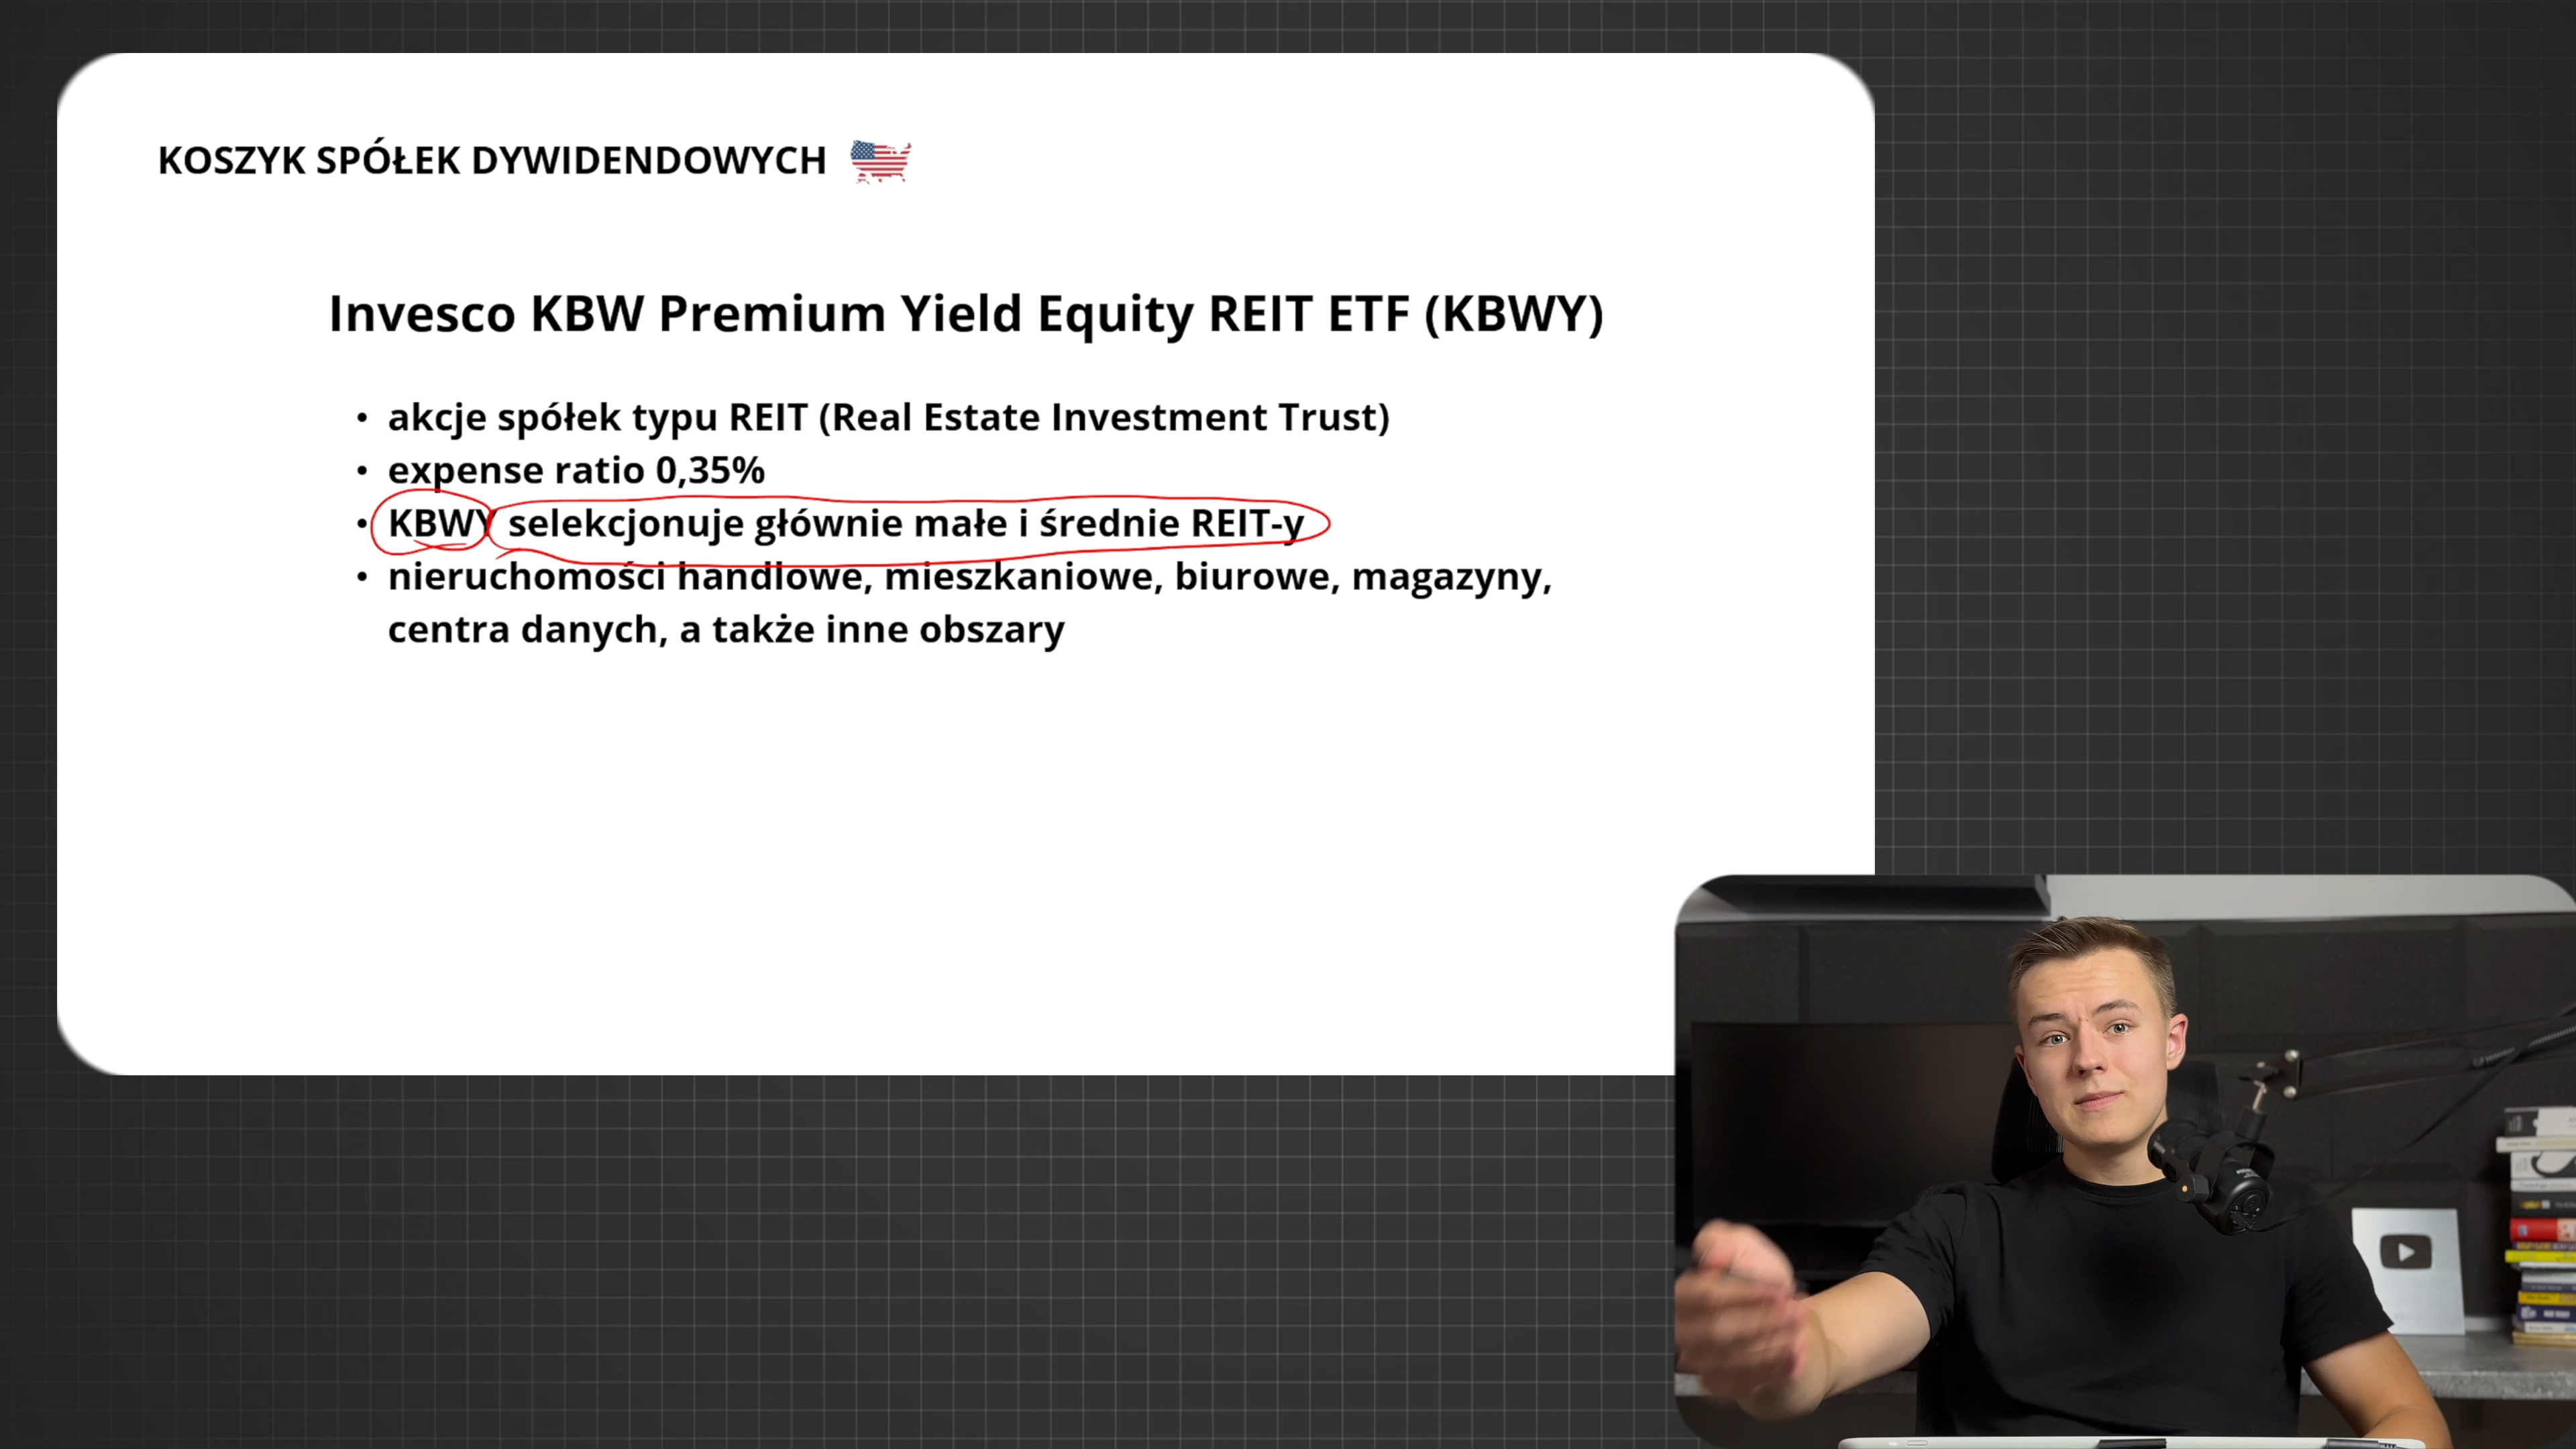 KOSZYK SPÓŁEK DYWIDENDOWYCH
Invesco KBW Premium Yield Equity REIT ETF (KBWY)
• akcje spółek typu REIT (Real Estate Investment Trust)
• expense ratio 0,35%
• KBWY selekcjonuje głównie małe i średnie REIT-y
• nieruchomości handlowe, mieszkaniowe, biurowe, magazyny,
centra danych, a także inne obszary